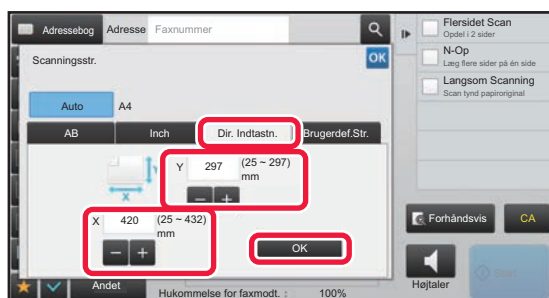 Adressebog Adresse Faxnummer
Scanningsstr. OK
Auto A4
AB Inch Dir. Indtastn. Brugerdef.Str.
Y 297 (25 ~ 297)
mm
X
Y
X 420 (25 ~ 432)
mm
OK
Andet
Hukommelse for faxmodt. : 100%
Flersidet Scan
Opdel i 2 sider
N-Op
Læg flere sider på én side
Langsom Scanning
Scan tynd papiroriginal
Forhåndsvis CA
Højtaler Start